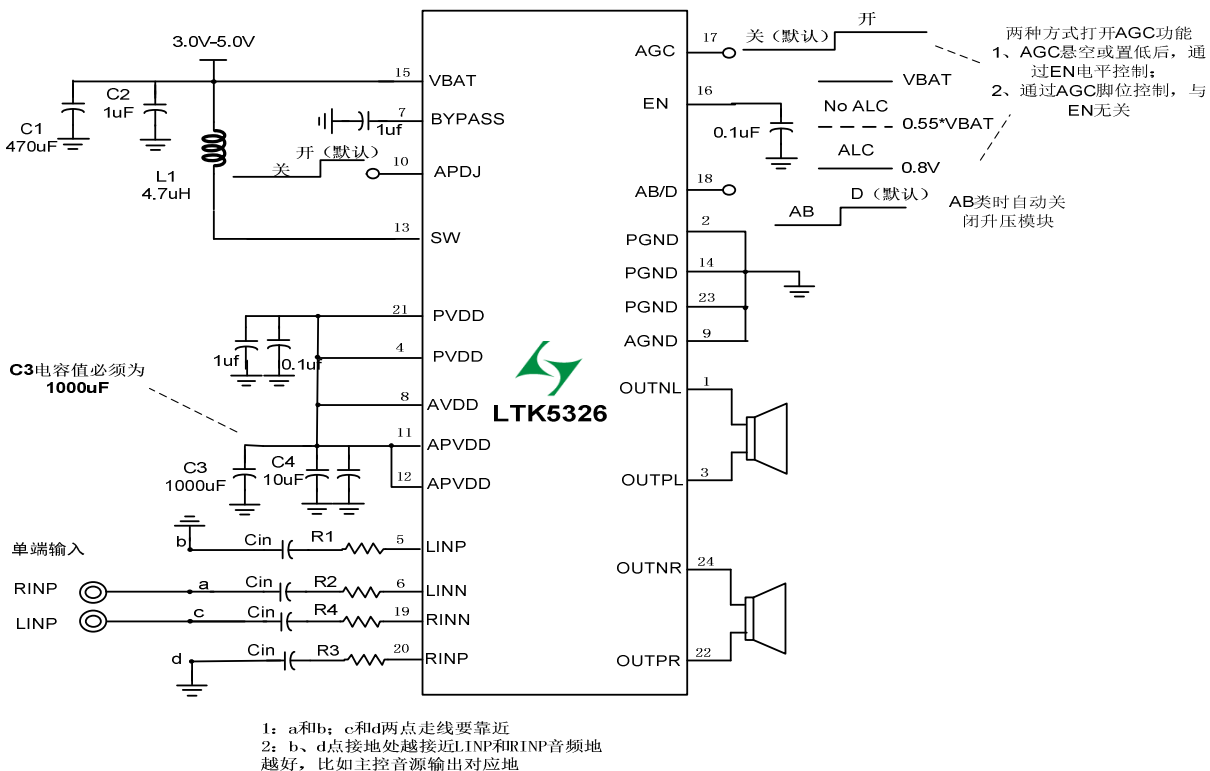 3.0V-5.0V
C1
470uF
C2
1uF
L1
4.7uH
15
VBAT
7
BYPASS
1uf
开（默认）
关
10
APDJ
13
SW
21
PVDD
1uf
0.1uf
4
PVDD
C3电容值必须为
1000uF
8
AVDD
11
APVDD
C3
1000uF
C4
10uF
12
APVDD
单端输入
b
Cin
R1
5
LINP
RINP
a
Cin
R2
6
LINN
LINP
c
Cin
R4
19
RINN
d
Cin
R3
20
RINP
LTK5326
AGC
17
关（默认）
开
EN
16
0.1uF
VBAT
No ALC
0.55*VBAT
ALC
0.8V
两种方式打开AGC功能
1、AGC悬空或置低后，通
过EN电平控制；
2、通过AGC脚位控制，与
EN无关
AB/D
18
AB
D（默认）
AB类时自动关
闭升压模块
PGND
2
PGND
14
PGND
23
AGND
9
OUTNL
1
OUTPL
3
OUTNR
24
OUTPR
22
1：a和b；c和d两点走线要靠近
2：b、d点接地处越接近LINP和RINP音频地
越好，比如主控音源输出对应地